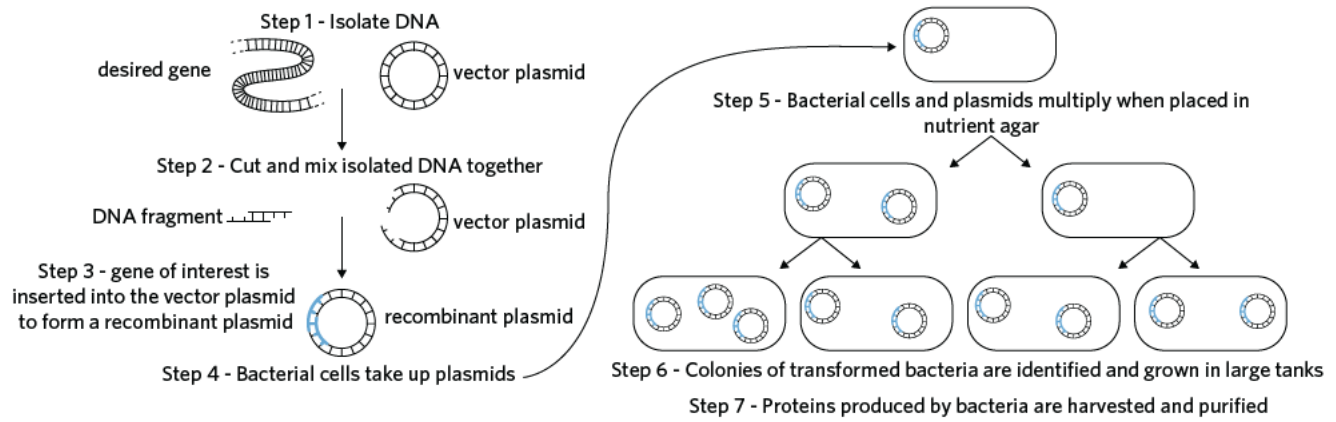 Step 1 - Isolate DNA
desired gene
vector plasmid
Step 2 - Cut and mix isolated DNA together
DNA fragment
vector plasmid
Step 3 - gene of interest is
inserted into the vector plasmid
to form a recombinant plasmid
recombinant plasmid
Step 4 - Bacterial cells take up plasmids
Step 5 - Bacterial cells and plasmids multiply when placed in
nutrient agar
Step 6 - Colonies of transformed bacteria are identified and grown in large tanks
Step 7 - Proteins produced by bacteria are harvested and purified